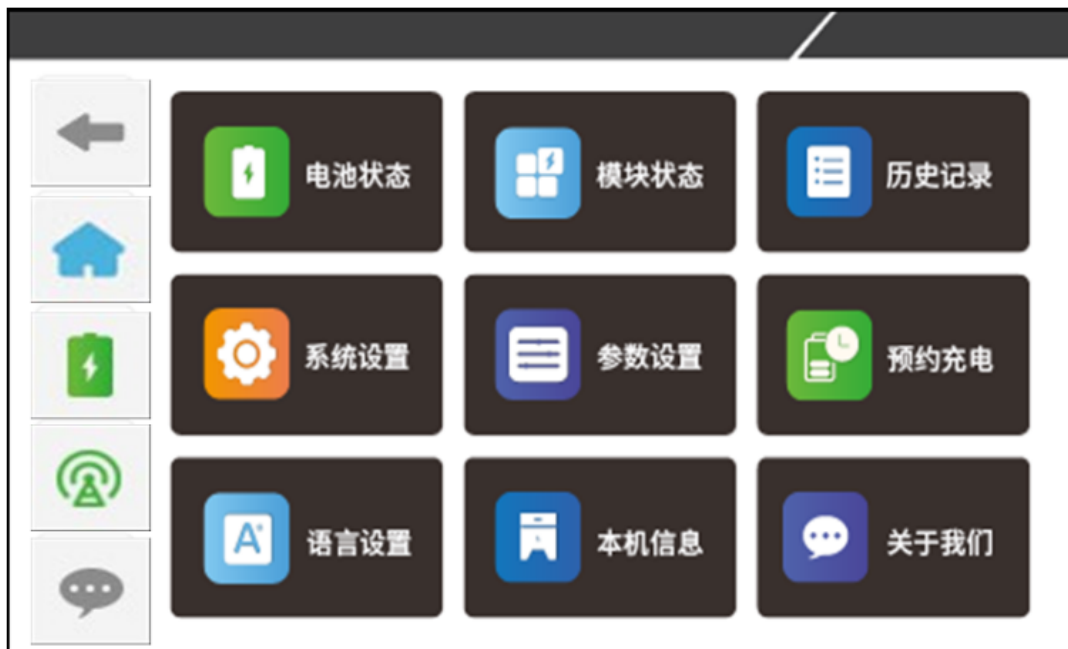 电池状态
模块状态
历史记录
系统设置
参数设置
预约充电
A
语言设置
本机信息
关于我们